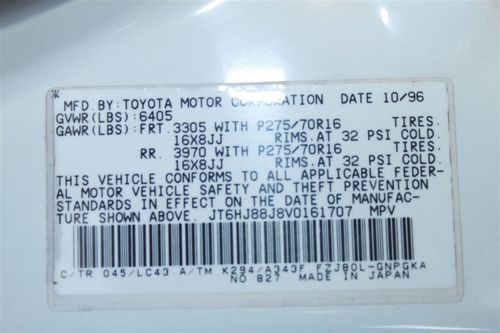 MFD.BY:TOYOTA MOTOR CORPORATION DATE 10/96
GVWR(LBS):6405
GAWR(LBS):FRT. 3305 WITH P275/70R16 TIRES.
16X8JJ RIMS.AT 32 PSI COLD.
RR. 3970 WITH P275/70R16 TIRES.
16X8JJ RIMS.AT 32 PSI COLD.
THIS VEHICLE CONFORMS TO ALL APPLICABLE FEDER-
AL MOTOR VEHICLE SAFETY AND THEFT PREVENTION
STANDARDS IN EFFECT ON THE DATE OF MANUFAC-
TURE SHOWN ABOVE. JT6HJ88J8V0161707 MPV
C/TR 045/LC43 A/TM K294/A343F FZJ80L-GNPGKA
NO 827 MADE IN JAPAN